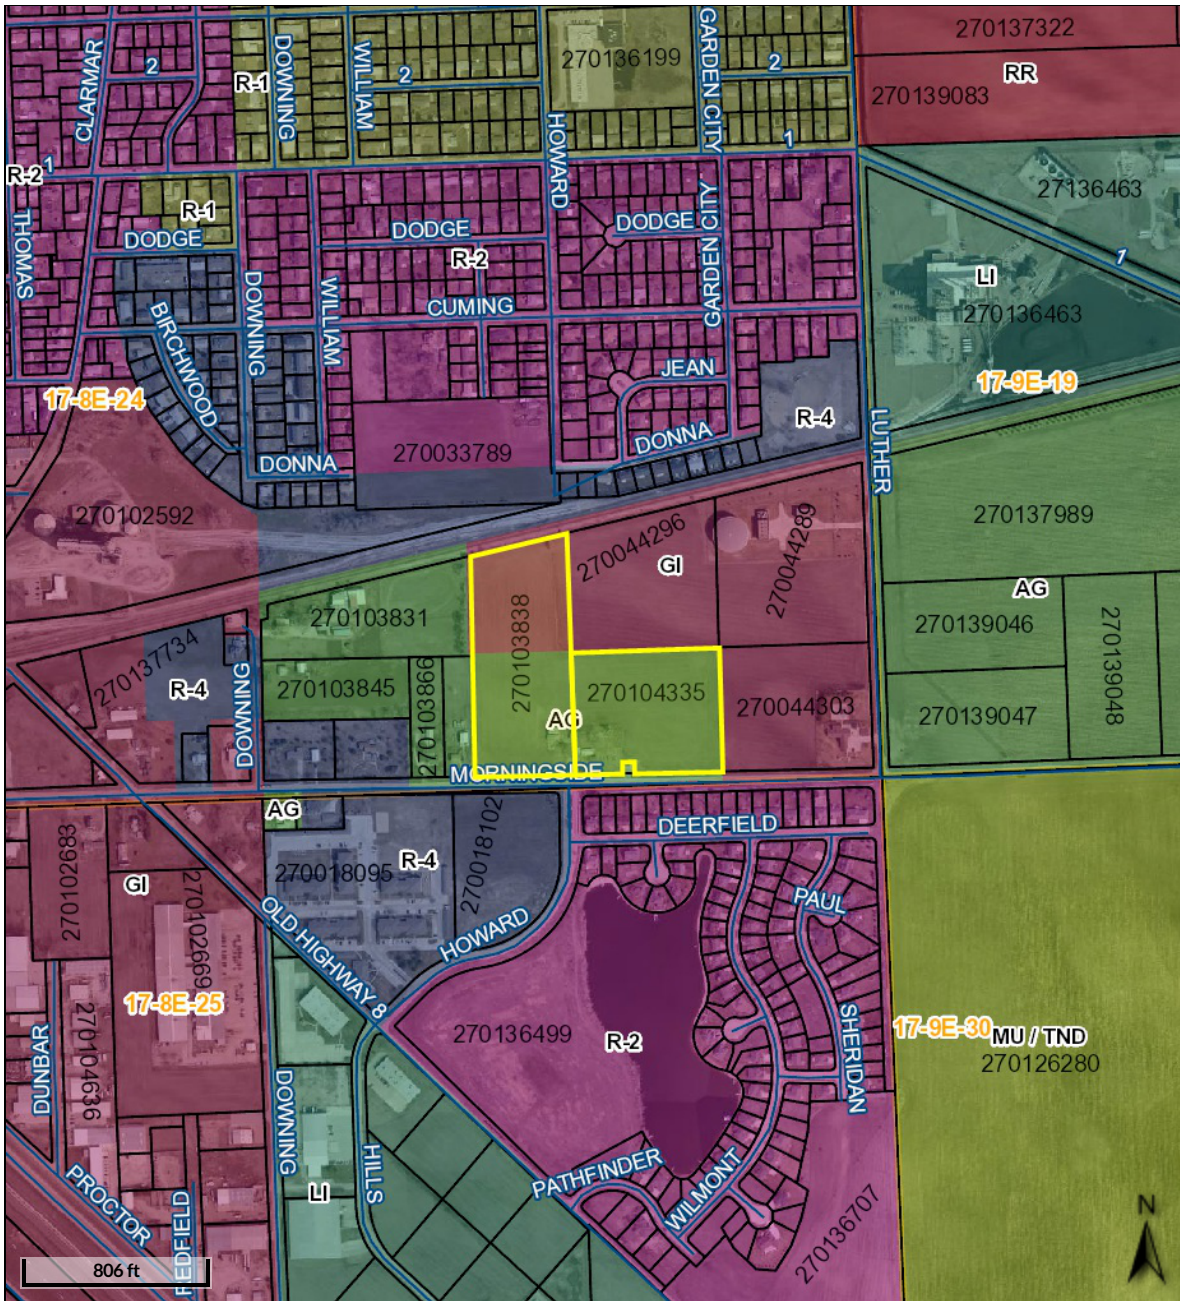 270137322
RR
270139083
CLARMAR
2
R-1
DOWNING
WILLIAM
2
270136199
GARDEN CITY
2
1
HOWARD
R-2
1
THOMAS
R-1
DODGE
DODGE
R-2
DODGE
GARDEN CITY
27136463
1
LI
270136463
CUMING
BIRCHWOOD
DOWNING
WILLIAM
JEAN
17-8E-24
17-9E-19
R-4
LUTHER
DONNA
270033789
DONNA
270102592
270137989
270044296
GI
270044289
AG
270103831
270103838
270139046
270139048
270137734
R-4
DOWNING
270103845
270103866
270104335
AG
270044303
270139047
MORNINGSIDE
AG
270102683
GI
270102669
270018095
R-4
270018102
DEERFIELD
PAUL
OLD HIGHWAY 8
HOWARD
17-8E-25
270104636
DUNBAR
270136499
R-2
SHERIDAN
17-9E-30
MU / TND
270126280
DOWNING
HILLS
LI
PROCTOR
REDFIELD
PATHFINDER
WILMONT
270136707
N
806 ft